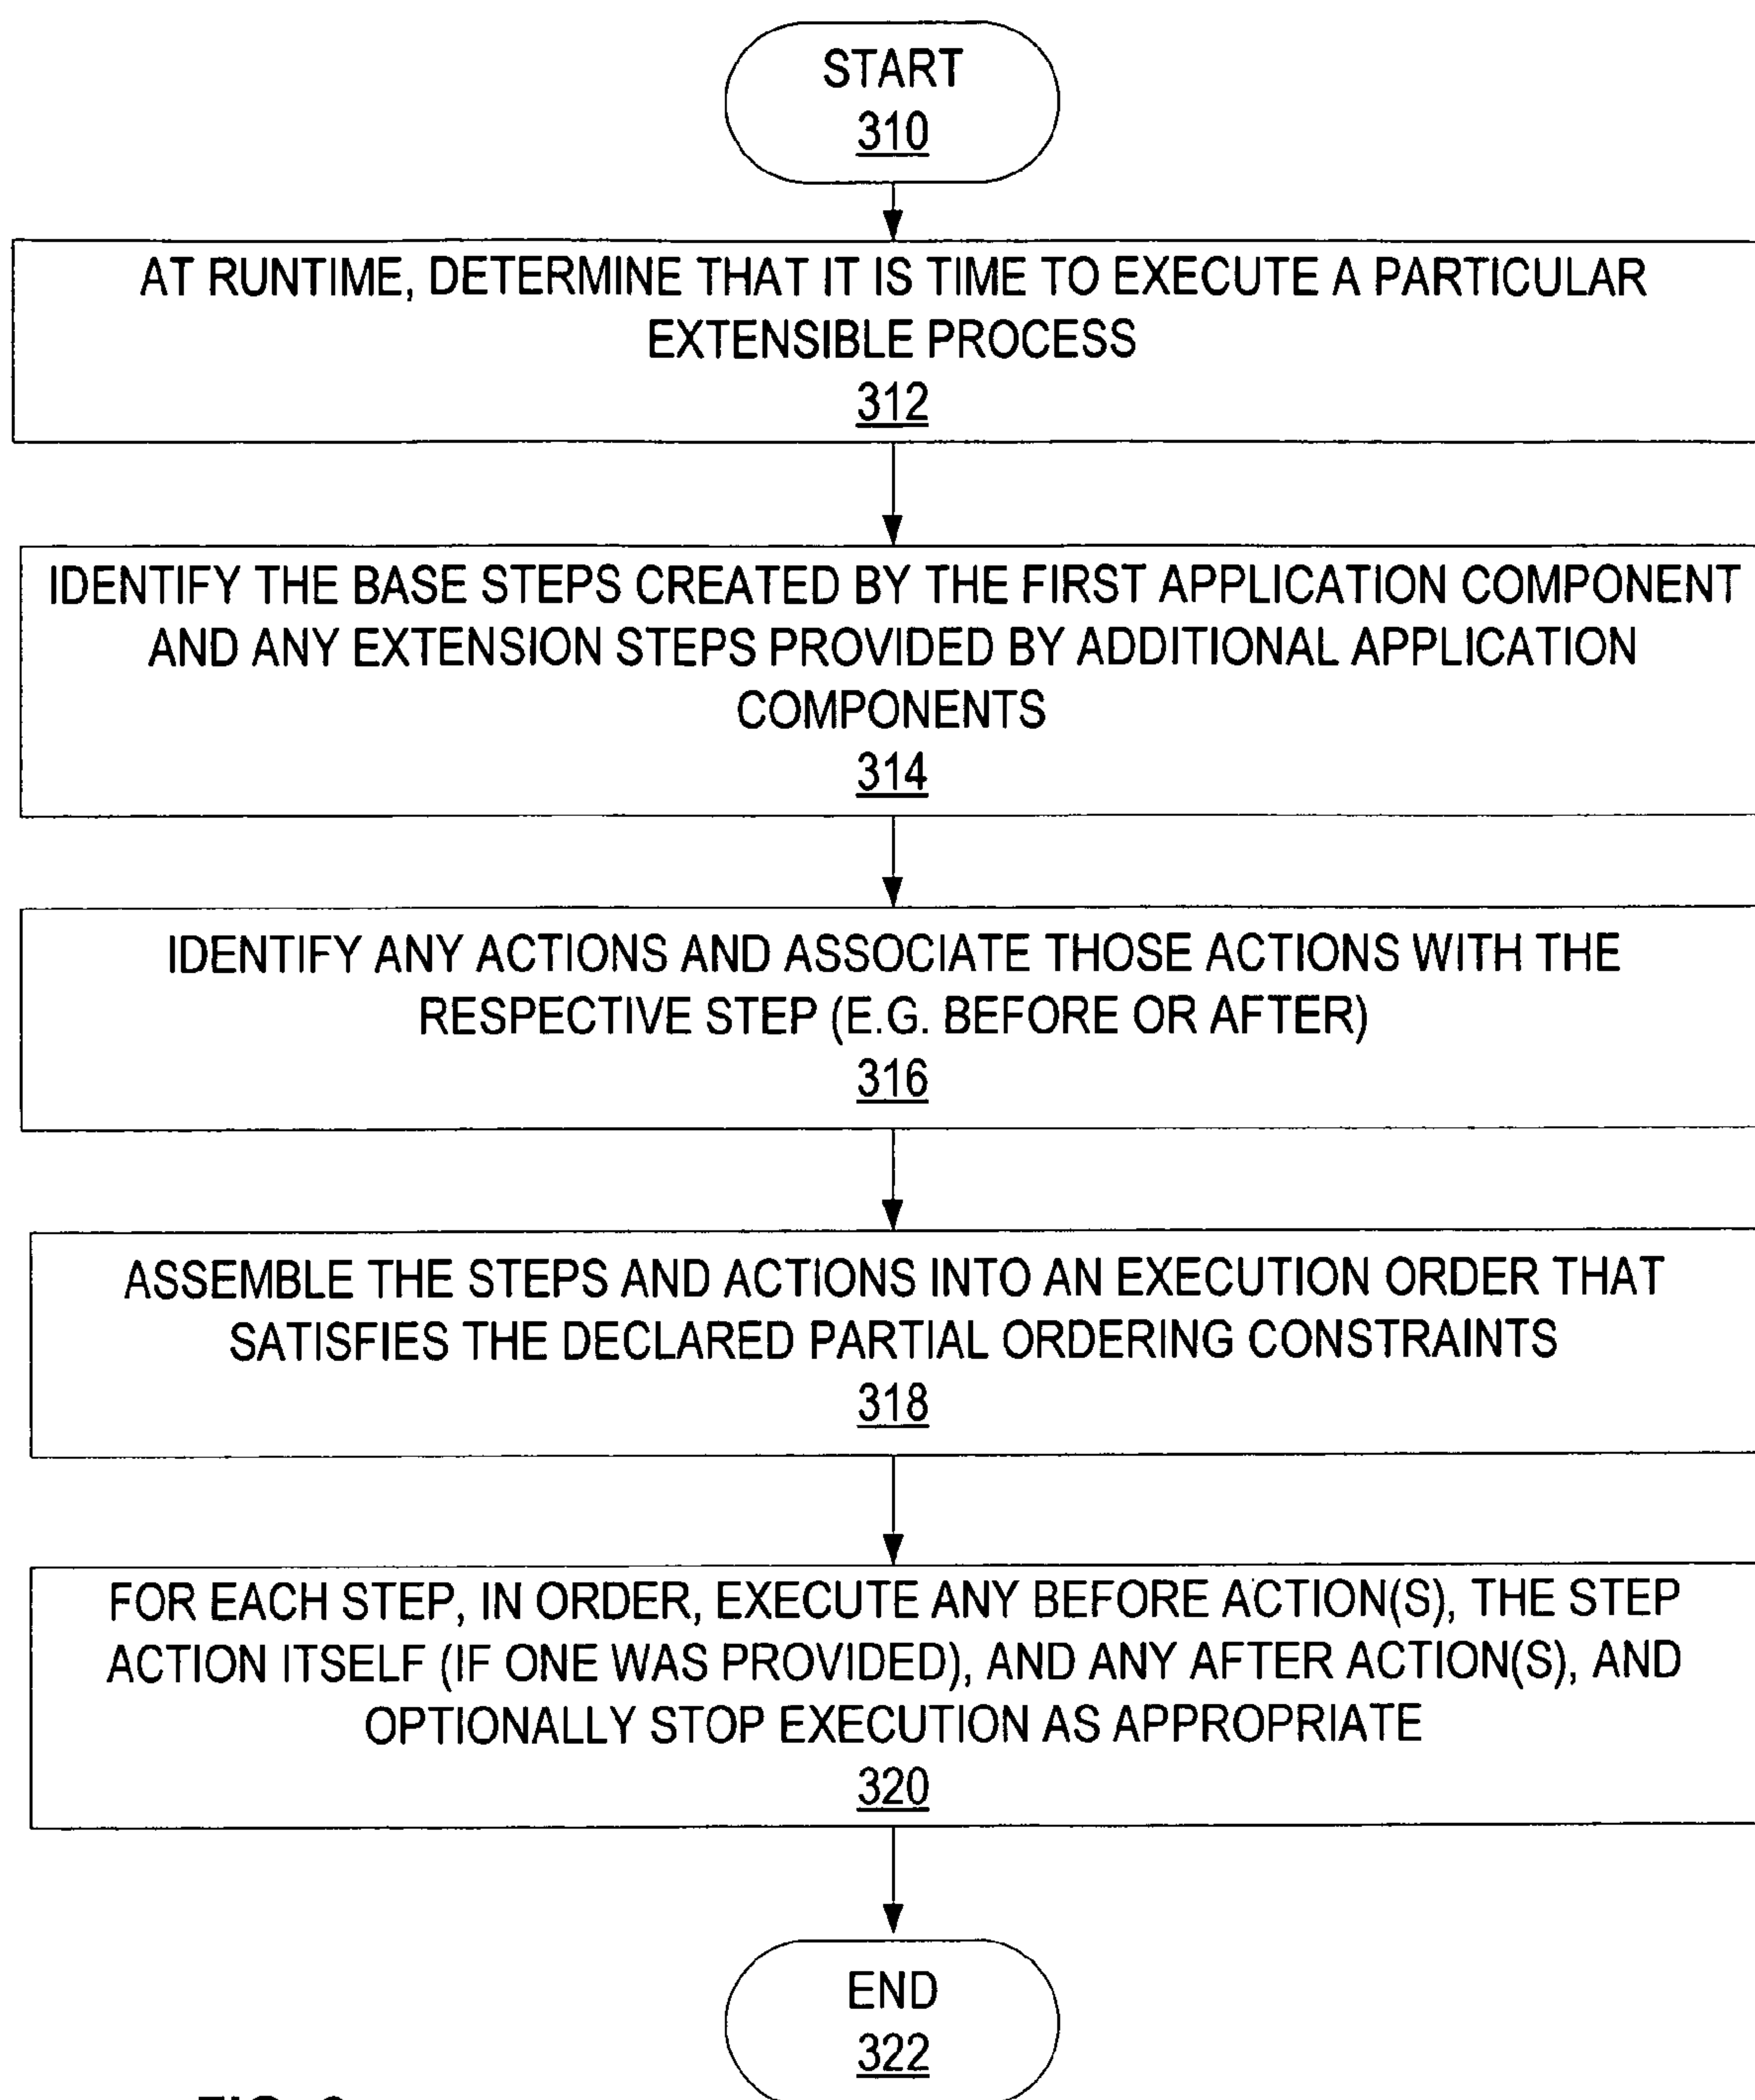 START
310
AT RUNTIME, DETERMINE THAT IT IS TIME TO EXECUTE A PARTICULAR
EXTENSIBLE PROCESS
312
IDENTIFY THE BASE STEPS CREATED BY THE FIRST APPLICATION COMPONENT
AND ANY EXTENSION STEPS PROVIDED BY ADDITIONAL APPLICATION
COMPONENTS
314
IDENTIFY ANY ACTIONS AND ASSOCIATE THOSE ACTIONS WITH THE
RESPECTIVE STEP (E.G. BEFORE OR AFTER)
316
ASSEMBLE THE STEPS AND ACTIONS INTO AN EXECUTION ORDER THAT
SATISFIES THE DECLARED PARTIAL ORDERING CONSTRAINTS
318
FOR EACH STEP, IN ORDER, EXECUTE ANY BEFORE ACTION(S), THE STEP
ACTION ITSELF (IF ONE WAS PROVIDED), AND ANY AFTER ACTION(S), AND
OPTIONALLY STOP EXECUTION AS APPROPRIATE
320
END
322